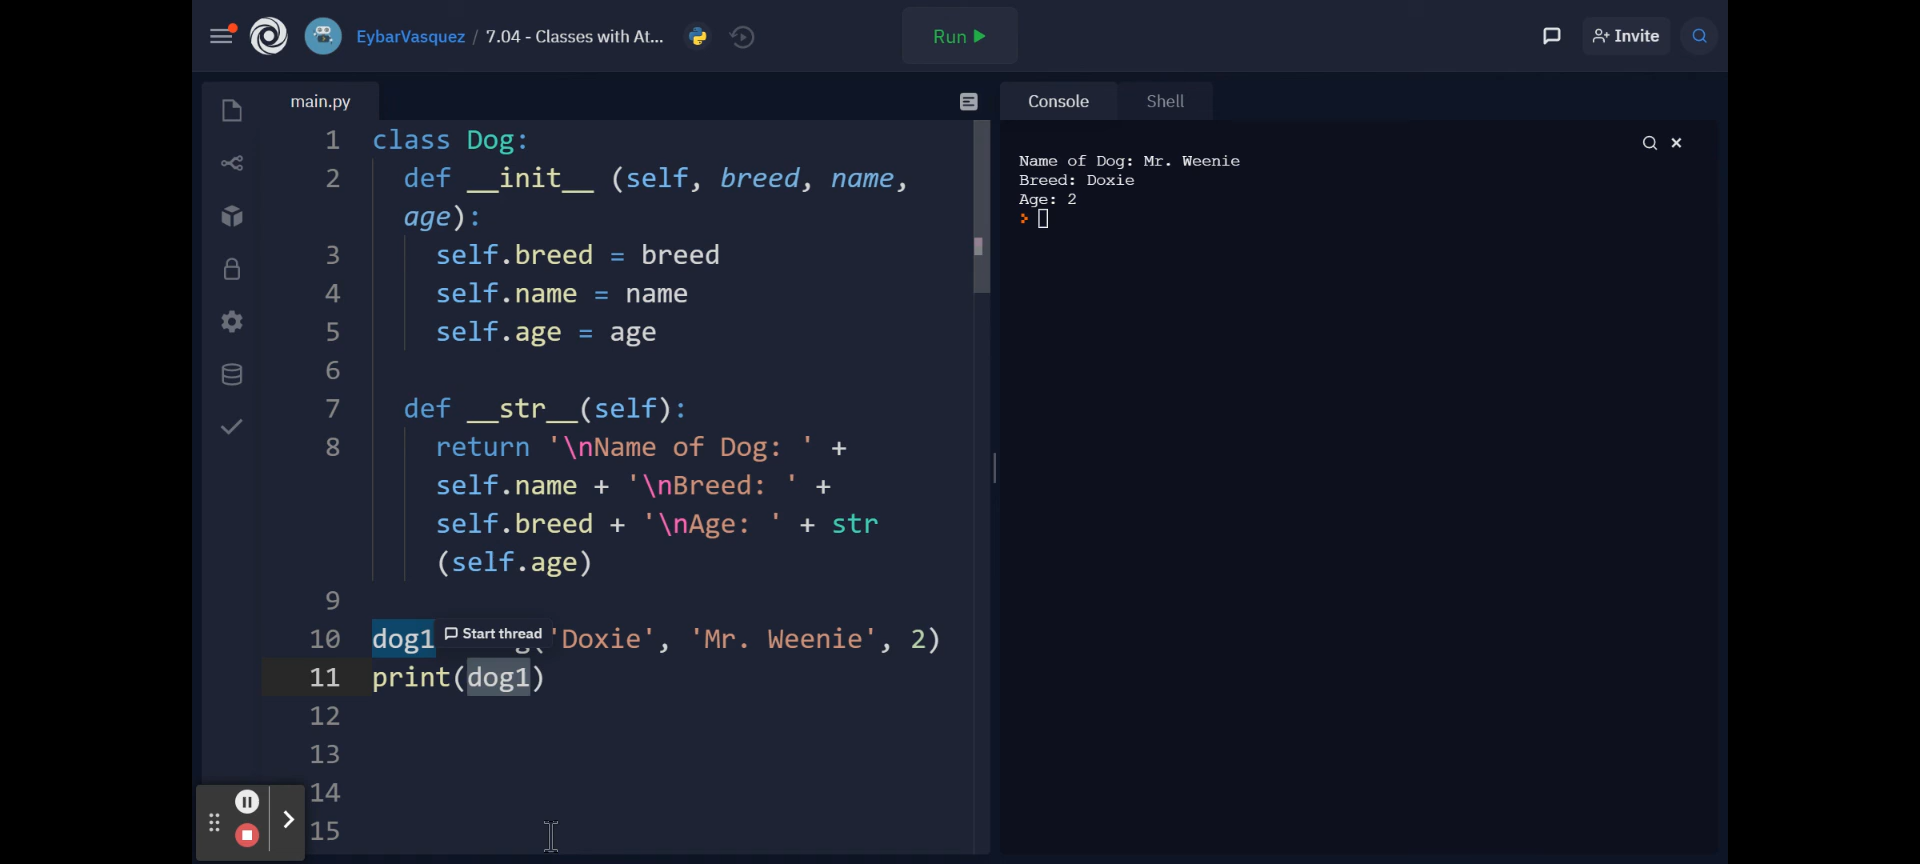 EybarVasquez / 7.04 - Classes with At...
Run
Invite
main.py
Console
Shell
1 class Dog:
2 def __init__ (self, breed, name,
age):
3 self.breed = breed
4 self.name = name
5 self.age = age
6
7 def __str__(self):
8 return '\nName of Dog: ' +
self.name + '\nBreed: ' +
self.breed + '\nAge: ' + str
(self.age)
9
10 dog1 Start thread 'Doxie', 'Mr. Weenie', 2)
11 print(dog1)
12
13
14
15
Name of Dog: Mr. Weenie
Breed: Doxie
Age: 2